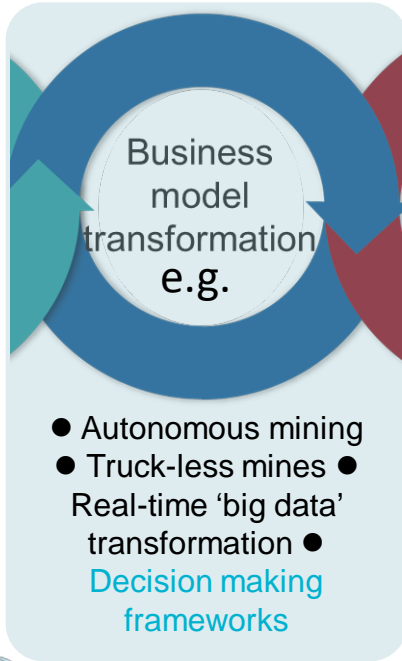 Business
model
transformation
e.g.
● Autonomous mining
● Truck-less mines ●
Real-time ‘big data’
transformation ●
Decision making
frameworks